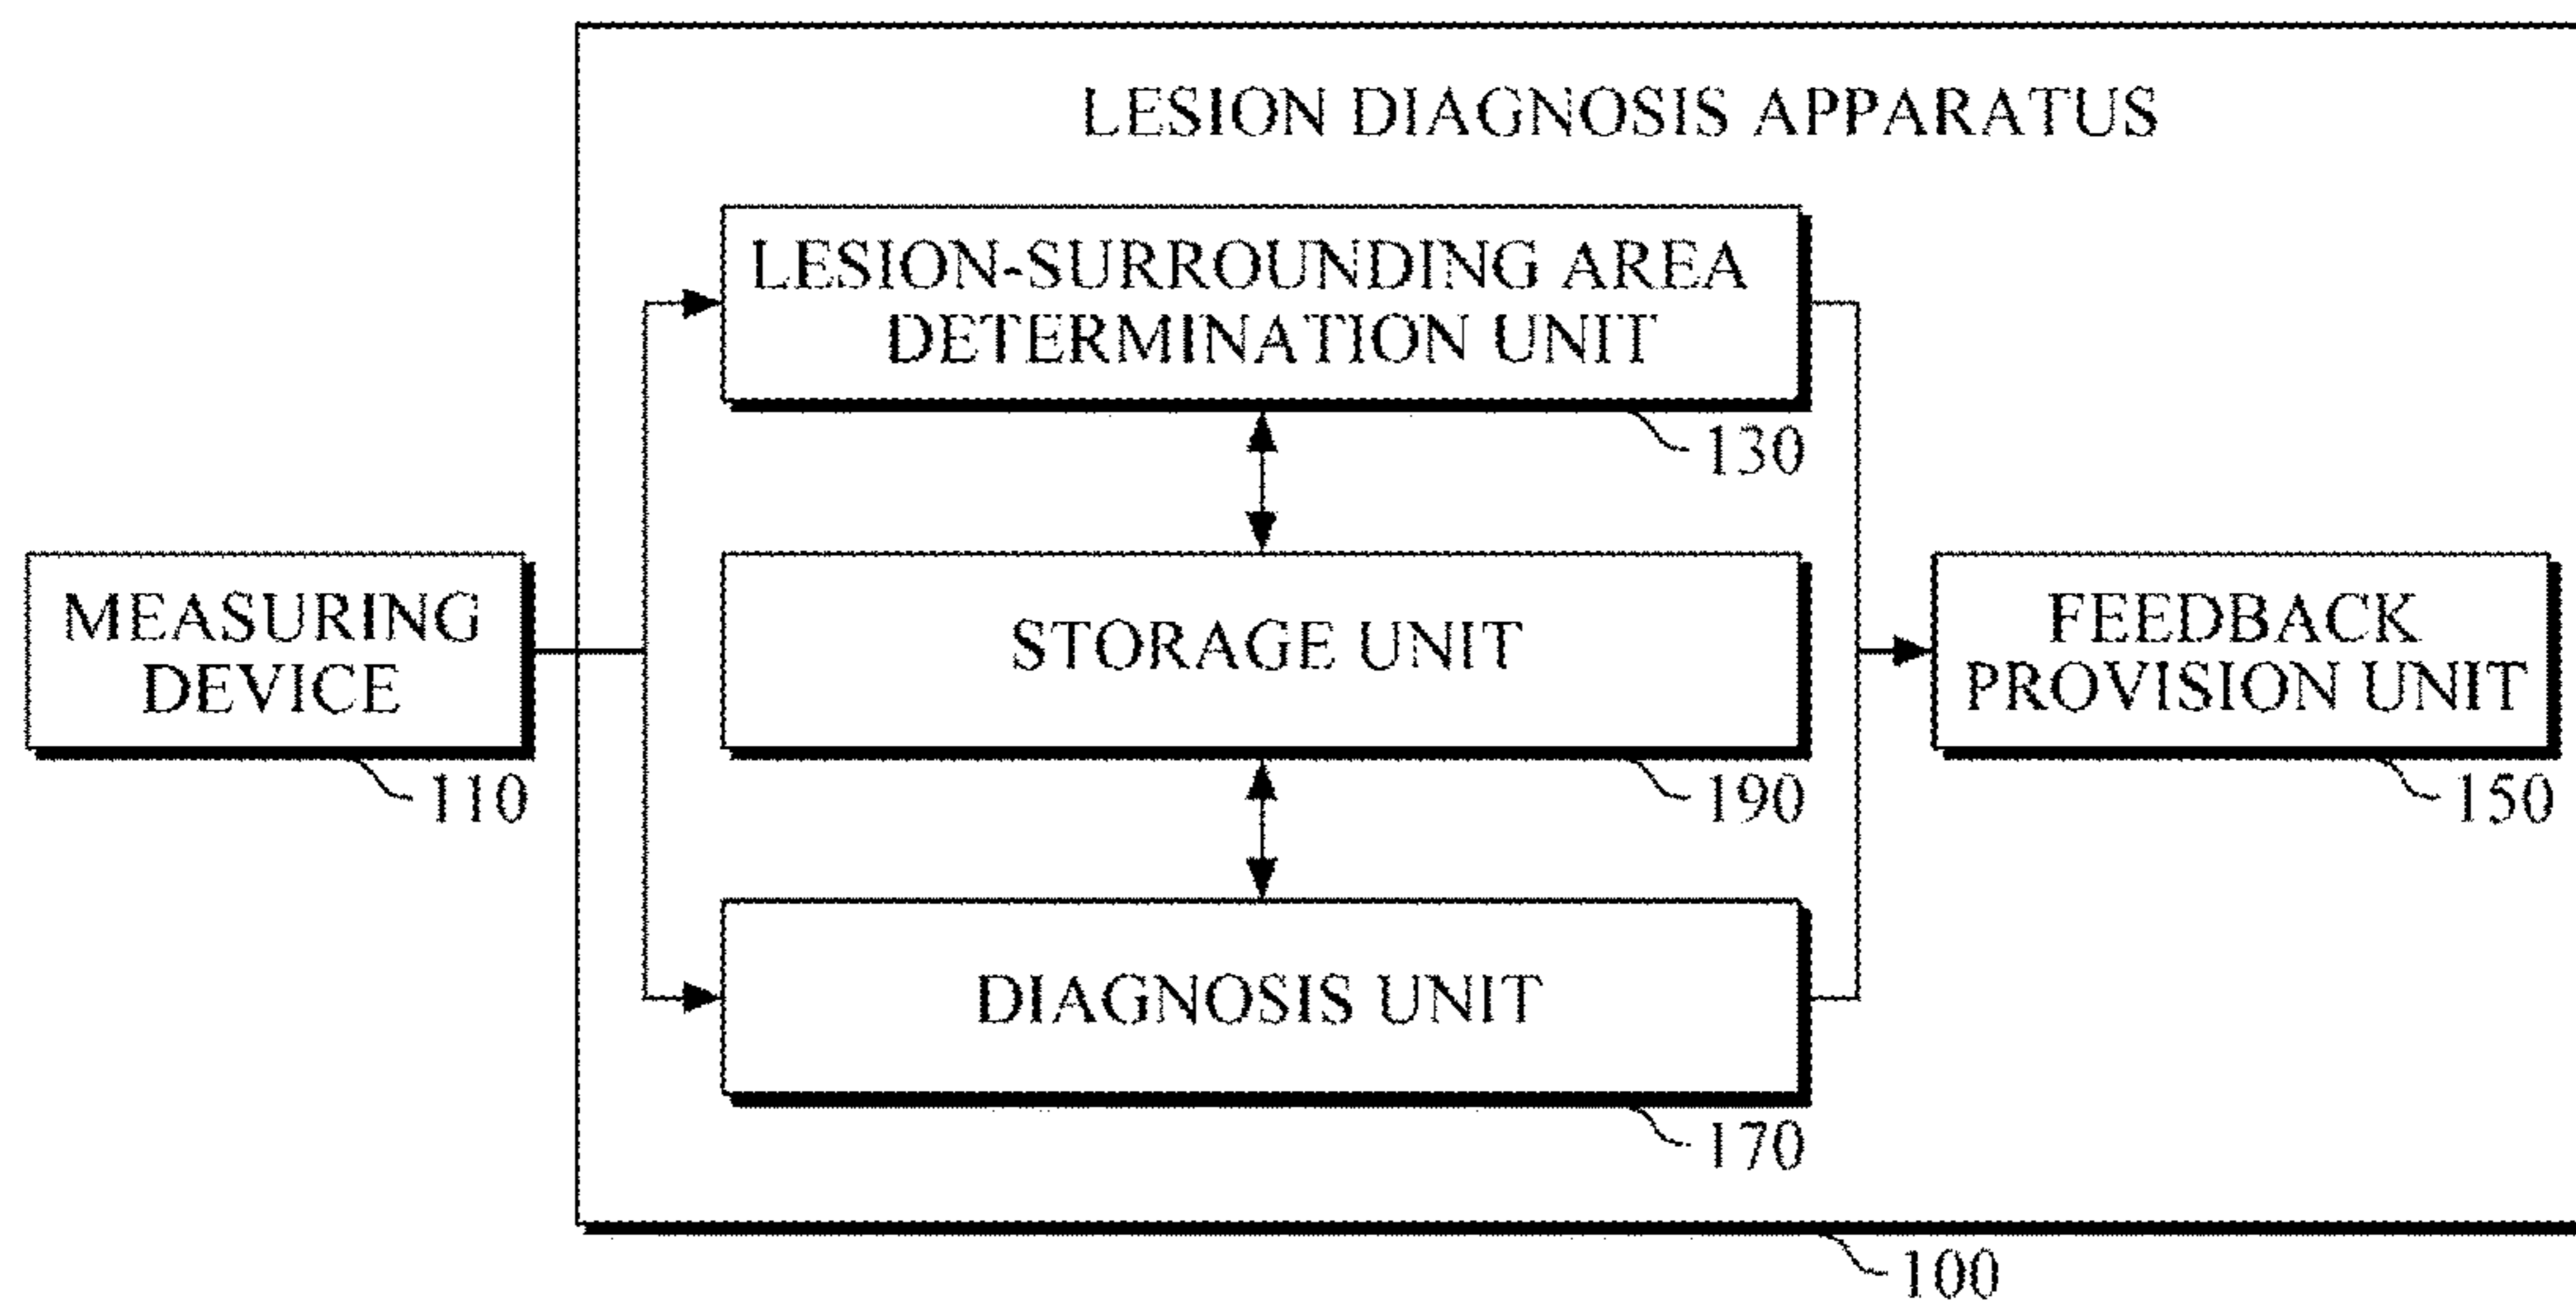 LESION DIAGNOSIS APPARATUS
LESION-SURROUNDING AREA
DETERMINATION UNIT
130
MEASURING
DEVICE
110
STORAGE UNIT
190
FEEDBACK
PROVISION UNIT
150
DIAGNOSIS UNIT
170
100